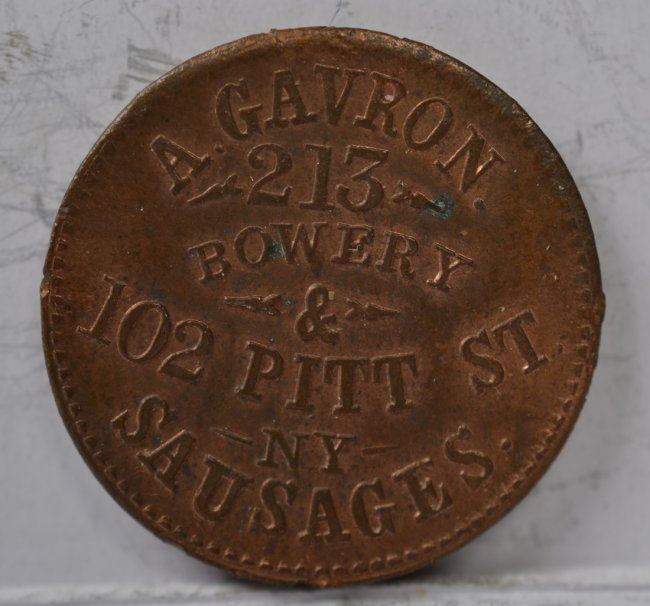 A. GAVRON.
213
BOWERY
&
102 PITT ST.
NY
SAUSAGES.